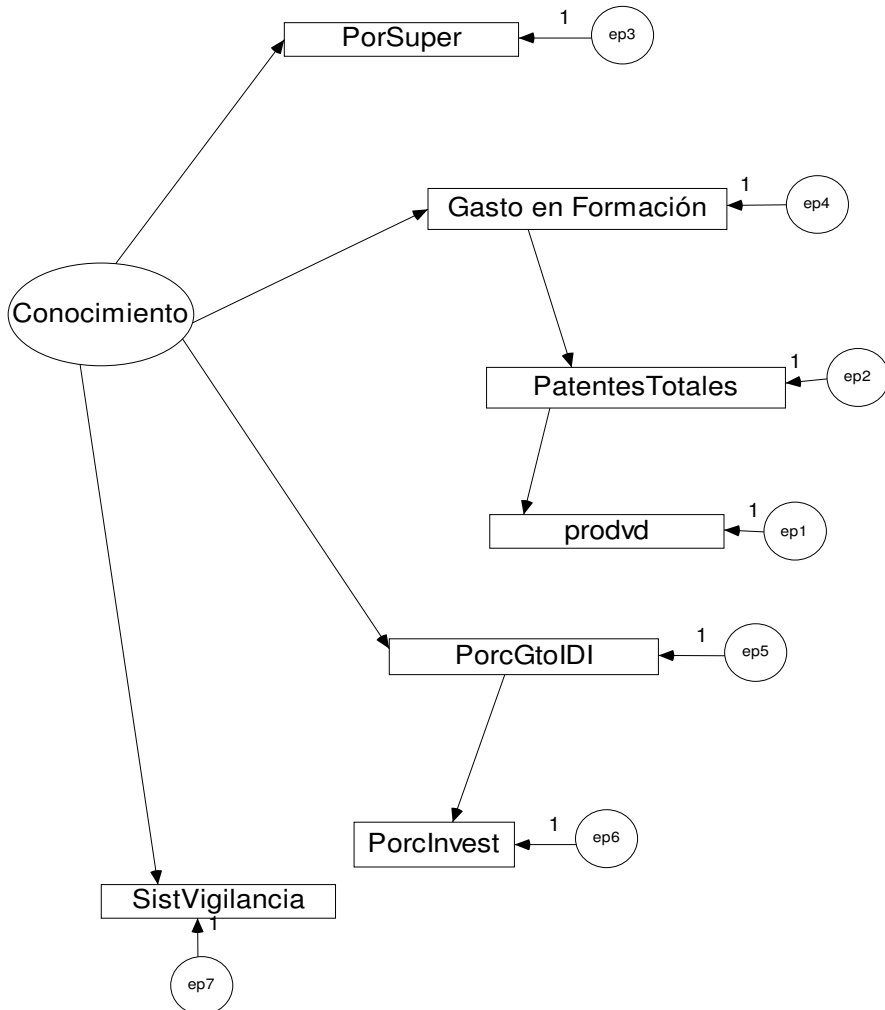 1
PorSuper
ep3
1
Gasto en Formación
ep4
Conocimiento
1
PatentesTotales
ep2
1
prodvd
ep1
1
PorcGtoIDI
ep5
1
PorcInvest
ep6
SistVigilancia
1
ep7